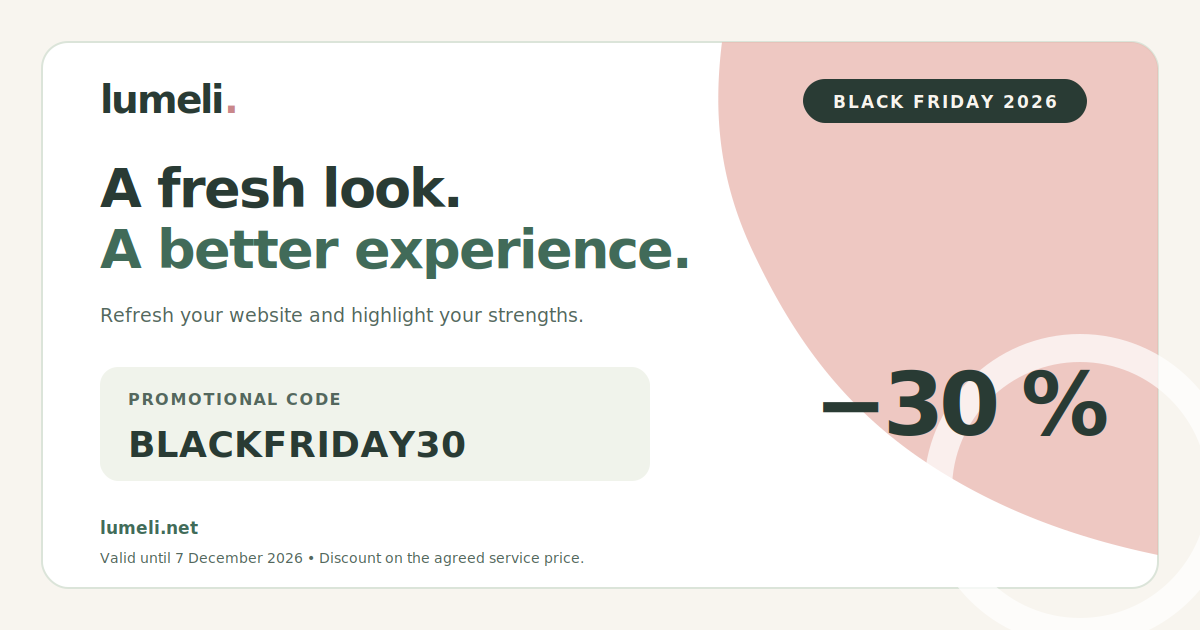 lumeli.
BLACK FRIDAY 2026
A fresh look.
A better experience.
Refresh your website and highlight your strengths.
PROMOTIONAL CODE
BLACKFRIDAY30
−30 %
lumeli.net
Valid until 7 December 2026 • Discount on the agreed service price.